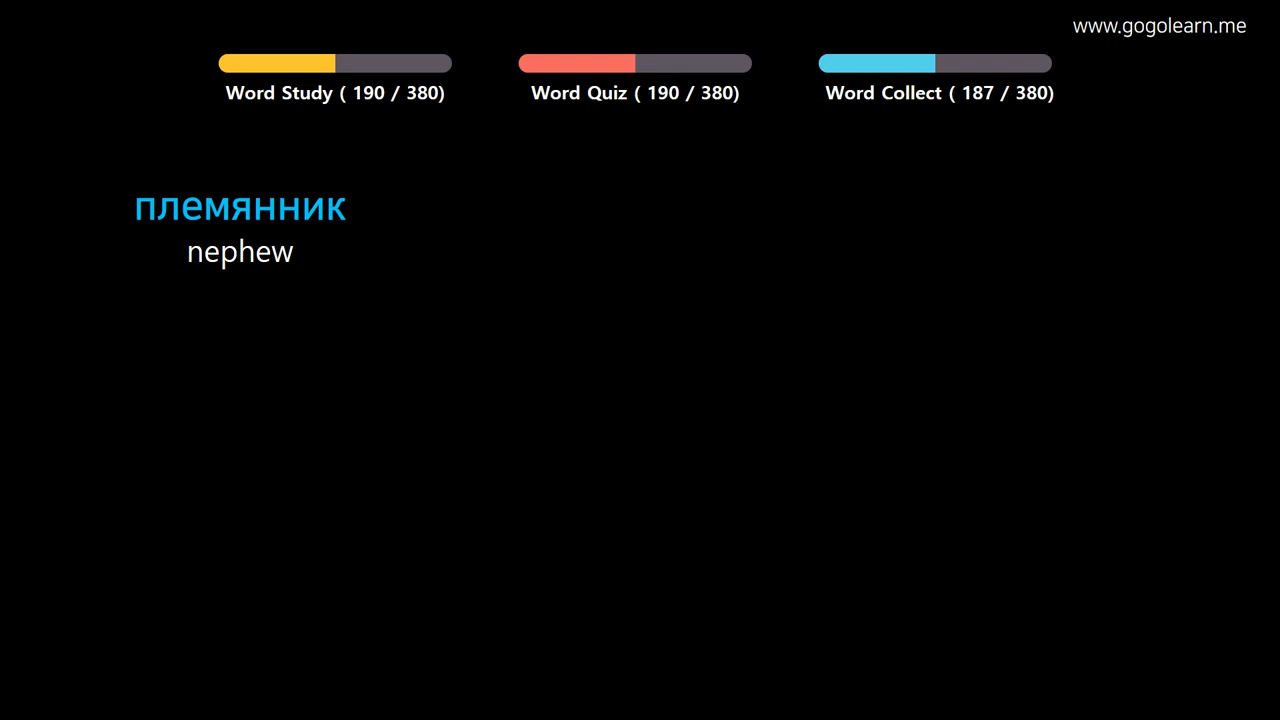 www.gogolearn.me
Word Study ( 190 / 380)
Word Quiz ( 190 / 380)
Word Collect ( 187 / 380)
племянник
nephew